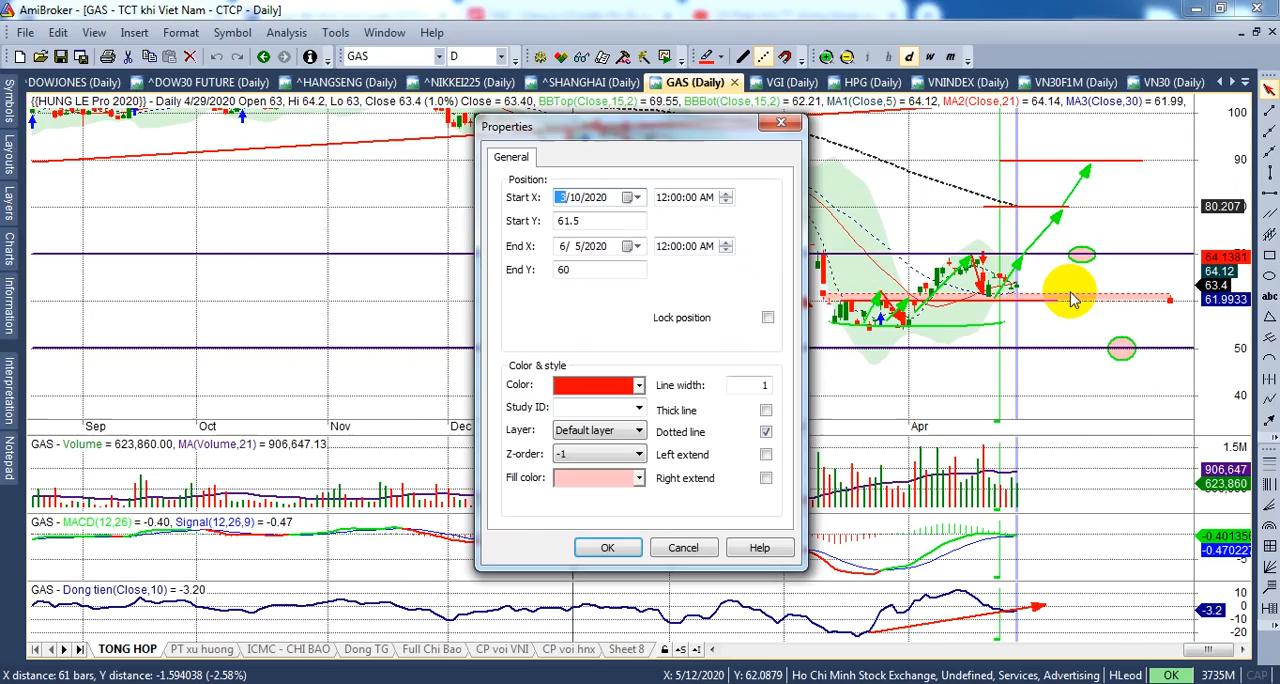 AmiBroker - [GAS - TCT khi Viet Nam - CTCP - Daily]
File Edit View Insert Format Symbol Analysis Tools Window Help
GAS D i h d w m
DOWJONES (Daily) ^DOW30 FUTURE (Daily) ^HANGSENG (Daily) ^NIKKEI225 (Daily) ^SHANGHAI (Daily) GAS (Daily) VGI (Daily) HPG (Daily) VNINDEX (Daily) VN30F1M (Daily) VN30 (Daily)
{{HUNG LE Pro 2020}} - Daily 4/29/2020 Open 63, Hi 64.2, Lo 63, Close 63.4 (1.0%) Close = 63.40, BBTop(Close,15,2) = 69.55, BBBot(Close,15,2) = 62.21, MA1(Close,5) = 64.12, MA2(Close,21) = 64.14, MA3(Close,30) = 61.99,
Symbols
Layouts
Layers
Charts
Information
Interpretation
Notepad
Properties
General
Position:
Start X: 3/10/2020 12:00:00 AM
Start Y: 61.5
End X: 6/ 5/2020 12:00:00 AM
End Y: 60
Lock position
Color & style
Color: Line width: 1
Study ID: Thick line
Layer: Default layer Dotted line
Z-order: -1 Left extend
Fill color: Right extend
OK Cancel Help
100
90
80.207
64.1381
64.12
63.4
61.9933
50
40
abc
Sep Oct Nov Dec Apr
GAS - Volume = 623,860.00, MA(Volume,21) = 906,647.13
1.5M
906,647
623,860
GAS - MACD(12,26) = -0.40, Signal(12,26,9) = -0.47
-0.401356
-0.470227
GAS - Dong tien(Close,10) = -3.20
10
0
-3.2
-10
-20
TONG HOP PT xu huong ICMC - CHI BAO Dong TG Full Chi Bao CP voi VNI CP voi hnx Sheet 8
X distance: 61 bars, Y distance: -1.594038 (-2.58%) X: 5/12/2020 Y: 62.0879 Ho Chi Minh Stock Exchange, Undefined, Services, Advertising HLeod OK 3735M CAP